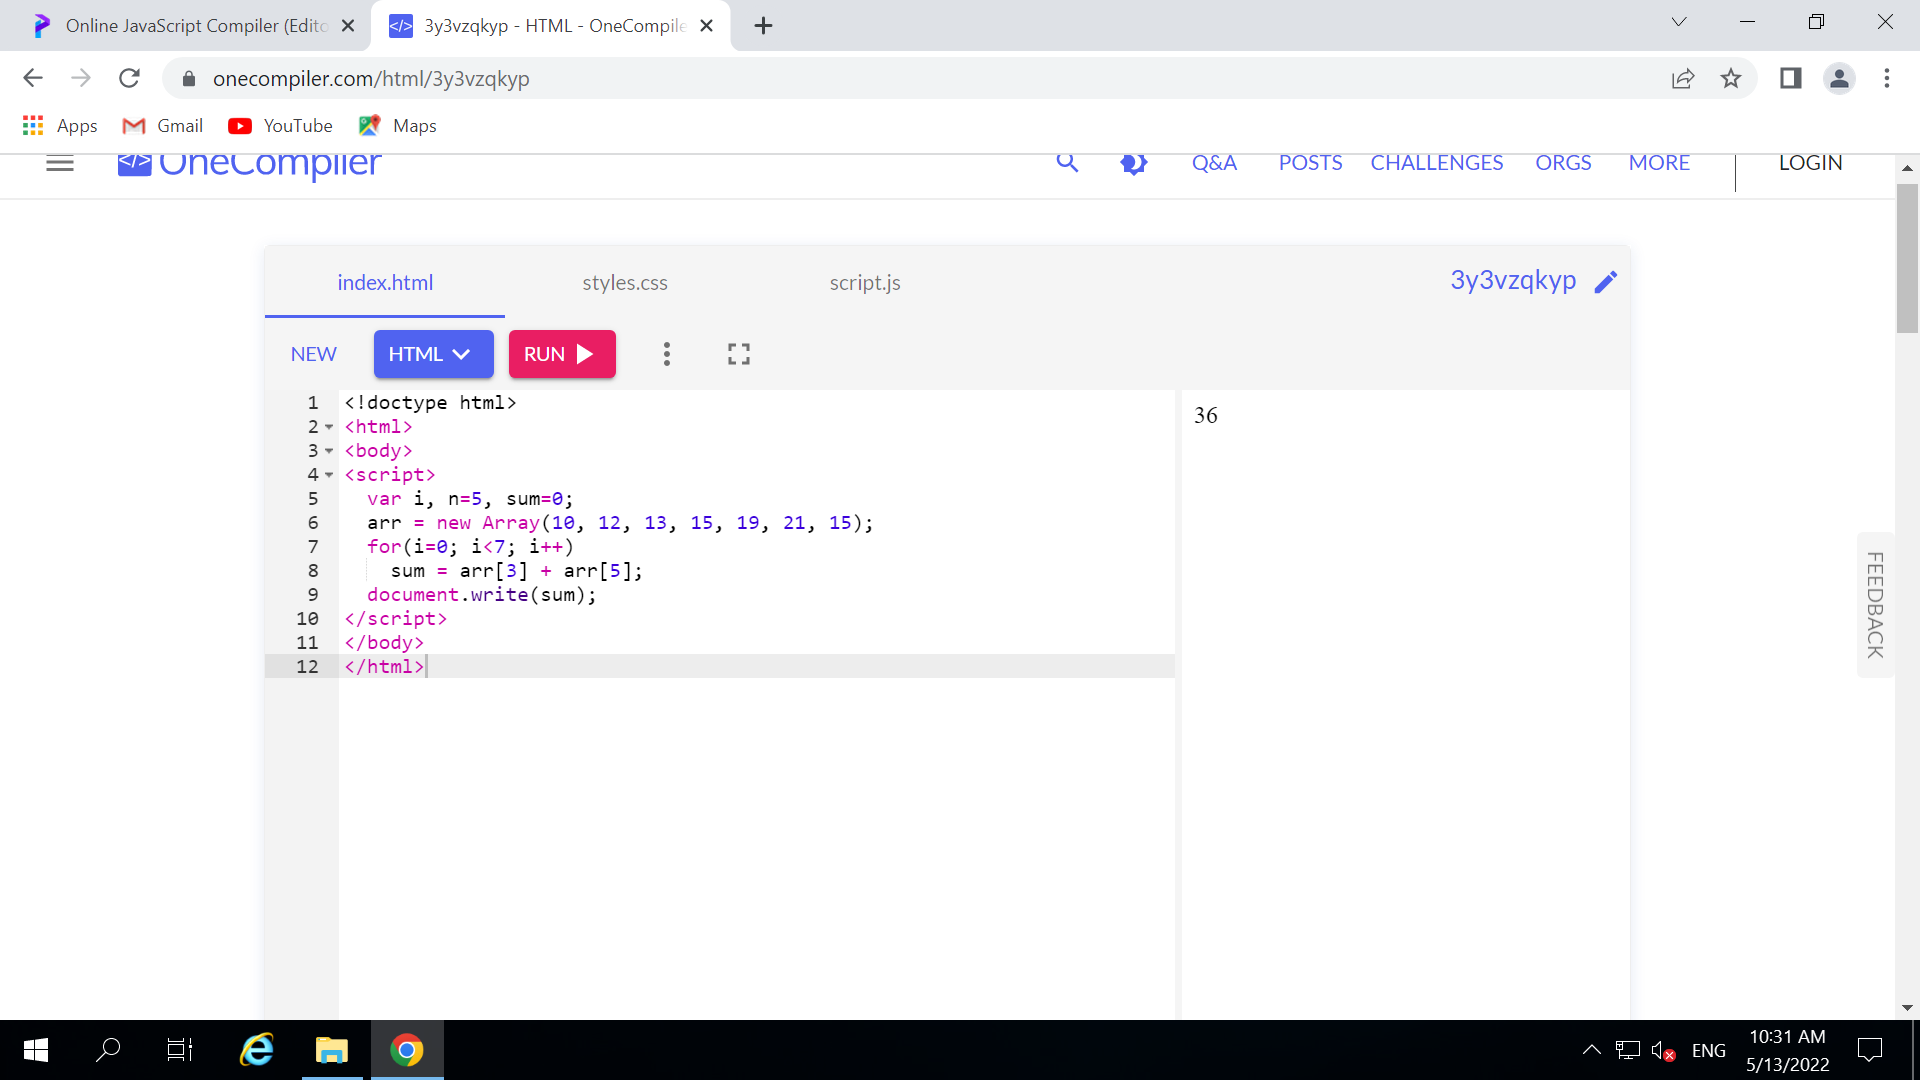 Online JavaScript Compiler (Edito
3y3vzqkyp - HTML - OneCompile
onecompiler.com/html/3y3vzqkyp
Apps Gmail YouTube Maps
</> OneCompiler Q&A POSTS CHALLENGES ORGS MORE LOGIN
index.html styles.css script.js 3y3vzqkyp
NEW HTML RUN
1 <!doctype html>
2 <html>
3 <body>
4 <script>
5 var i, n=5, sum=0;
6 arr = new Array(10, 12, 13, 15, 19, 21, 15);
7 for(i=0; i<7; i++)
8 sum = arr[3] + arr[5];
9 document.write(sum);
10 </script>
11 </body>
12 </html>
36
FEEDBACK
ENG
10:31 AM
5/13/2022